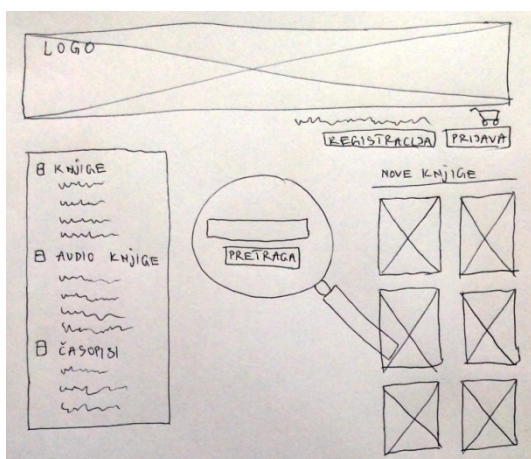 LOGO
REGISTRACIJA PRIJAVA
KNJIGE
AUDIO KNJIGE
ČASOPISI
PRETRAGA
NOVE KNJIGE